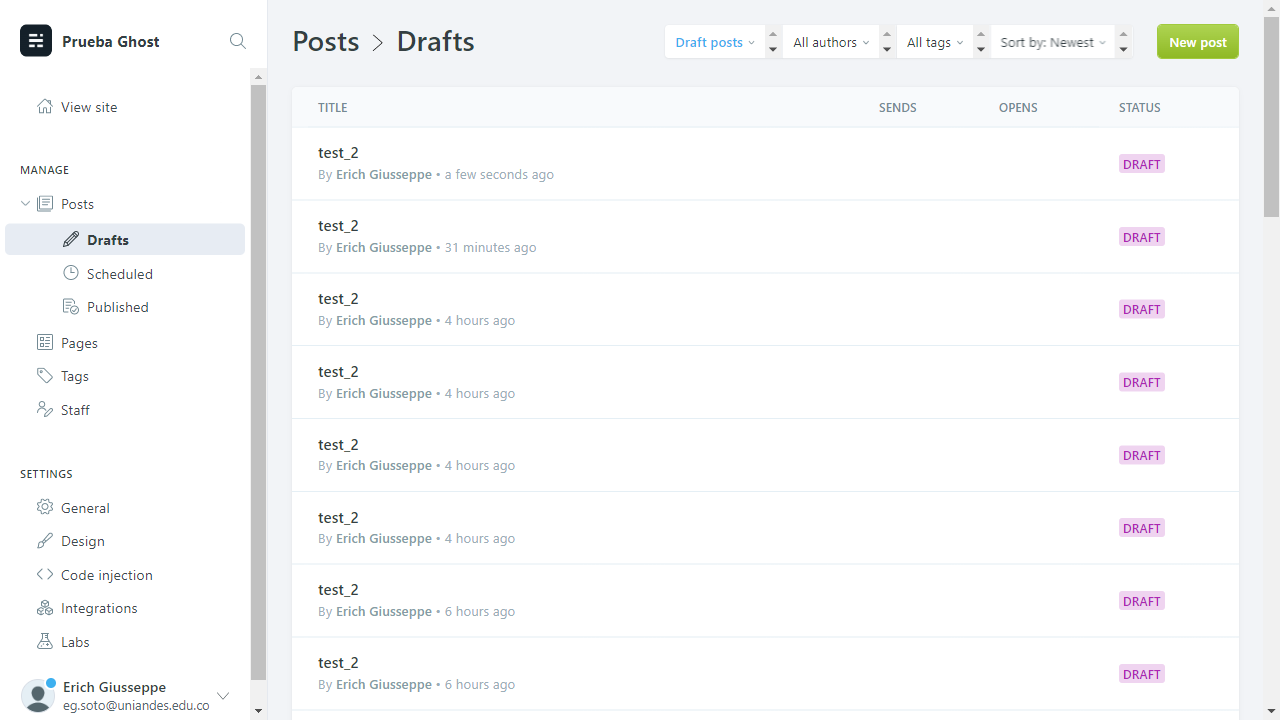 Prueba Ghost
View site
MANAGE
Posts
Drafts
Scheduled
Published
Pages
Tags
Staff
SETTINGS
General
Design
Code injection
Integrations
Labs
Erich Giusseppe
eg.soto@uniandes.edu.co
Posts > Drafts
Draft posts
All authors
All tags
Sort by: Newest
New post
TITLE SENDS OPENS STATUS
test_2
By Erich Giusseppe • a few seconds ago
DRAFT
test_2
By Erich Giusseppe • 31 minutes ago
DRAFT
test_2
By Erich Giusseppe • 4 hours ago
DRAFT
test_2
By Erich Giusseppe • 4 hours ago
DRAFT
test_2
By Erich Giusseppe • 4 hours ago
DRAFT
test_2
By Erich Giusseppe • 4 hours ago
DRAFT
test_2
By Erich Giusseppe • 6 hours ago
DRAFT
test_2
By Erich Giusseppe • 6 hours ago
DRAFT